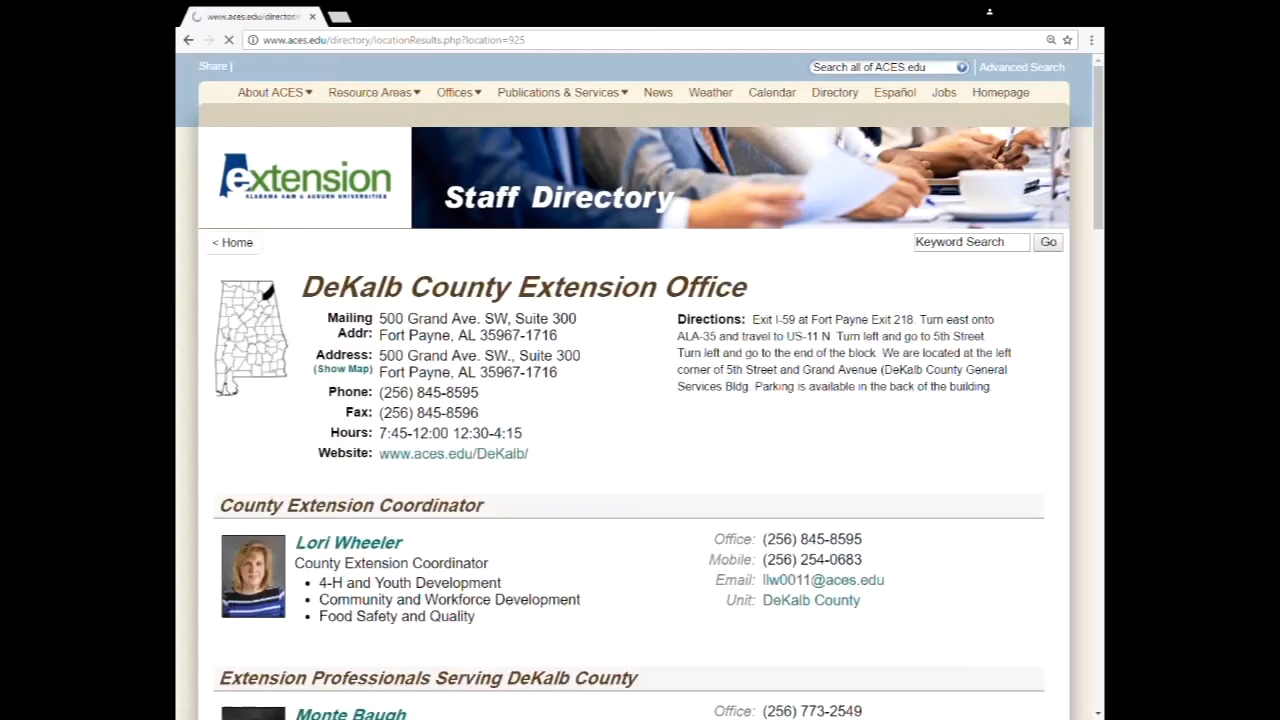 www.aces.edu/director
www.aces.edu/directory/locationResults.php?location=925
Share |
Search all of ACES.edu
Advanced Search
About ACES Resource Areas Offices Publications & Services News Weather Calendar Directory Español Jobs Homepage
extension
ALABAMA A&M & AUBURN UNIVERSITIES
Staff Directory
< Home
Keyword Search Go
DeKalb County Extension Office
Mailing Addr: 500 Grand Ave. SW, Suite 300
Fort Payne, AL 35967-1716
Address: 500 Grand Ave. SW., Suite 300
(Show Map) Fort Payne, AL 35967-1716
Phone: (256) 845-8595
Fax: (256) 845-8596
Hours: 7:45-12:00 12:30-4:15
Website: www.aces.edu/DeKalb/
Directions: Exit I-59 at Fort Payne Exit 218. Turn east onto
ALA-35 and travel to US-11 N. Turn left and go to 5th Street.
Turn left and go to the end of the block. We are located at the left
corner of 5th Street and Grand Avenue (DeKalb County General
Services Bldg. Parking is available in the back of the building.
County Extension Coordinator
Lori Wheeler
County Extension Coordinator
• 4-H and Youth Development
• Community and Workforce Development
• Food Safety and Quality
Office: (256) 845-8595
Mobile: (256) 254-0683
Email: llw0011@aces.edu
Unit: DeKalb County
Extension Professionals Serving DeKalb County
Monte Baugh
Office: (256) 773-2549